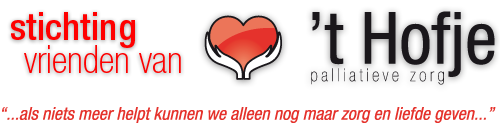 stichting
vrienden van
't Hofje
palliatieve zorg
“...als niets meer helpt kunnen we alleen nog maar zorg en liefde geven...”